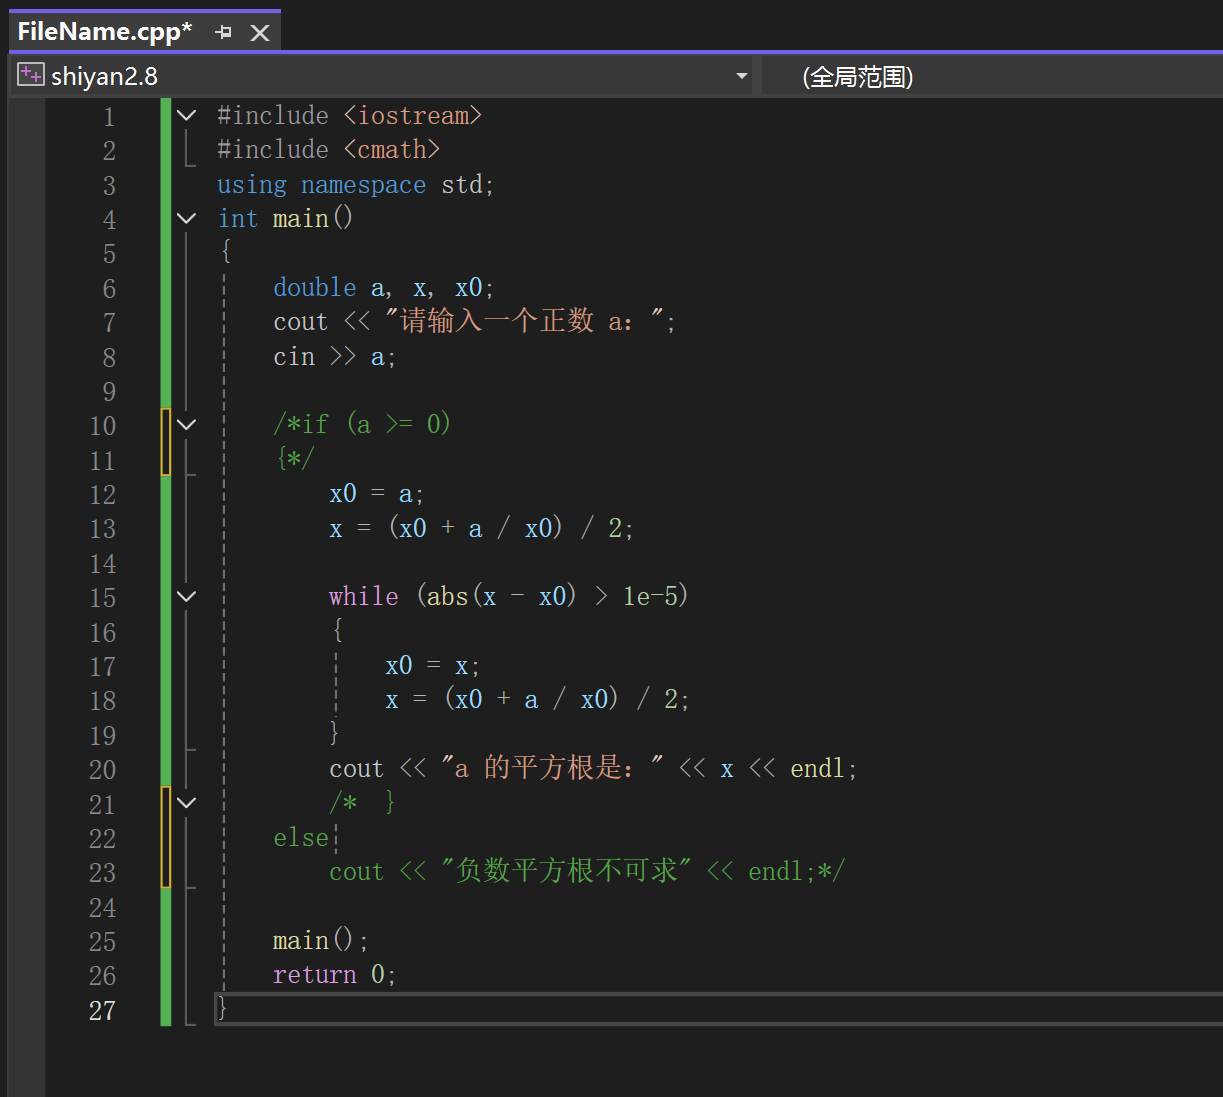 FileName.cpp*
shiyan2.8 (全局范围)
1 #include <iostream>
2 #include <cmath>
3 using namespace std;
4 int main()
5 {
6 double a, x, x0;
7 cout << "请输入一个正数 a：";
8 cin >> a;
9
10 /*if (a >= 0)
11 {*/
12 x0 = a;
13 x = (x0 + a / x0) / 2;
14
15 while (abs(x - x0) > 1e-5)
16 {
17 x0 = x;
18 x = (x0 + a / x0) / 2;
19 }
20 cout << "a 的平方根是：" << x << endl;
21 /* }
22 else
23 cout << "负数平方根不可求" << endl;*/
24
25 main();
26 return 0;
27 }